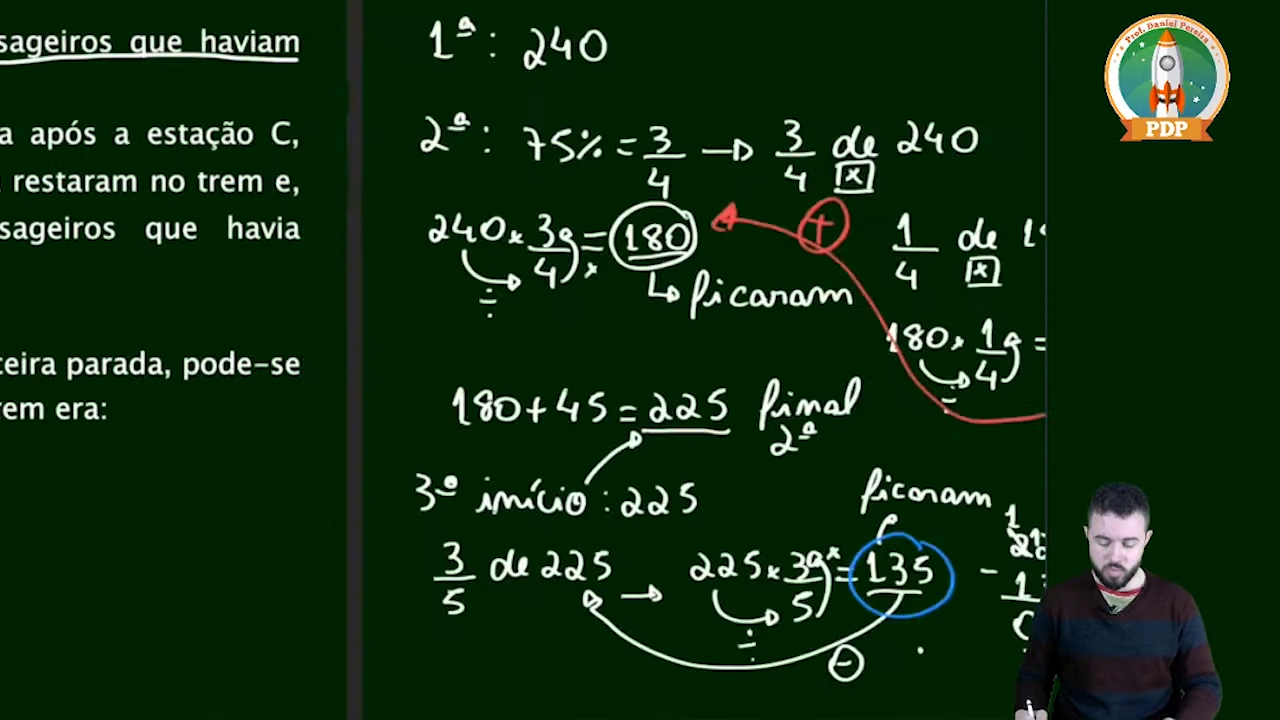 sageiros que haviam
a após a estação C,
restaram no trem e,
sageiros que havia
ceira parada, pode-se
rem era:
1ª: 240
2ª: 75% = 3/4 → 3/4 de 240
[×]
240 × 3/4 = 180
÷ ×
↳ ficaram
+
1/4 de 1
[×]
180 × 1/4 =
÷
180 + 45 = 225 final
2ª
3ª início: 225
ficaram
3/5 de 225 → 225 × 3/5 = 135
÷ ×
−
Prof. Daniel Pereira
PDP